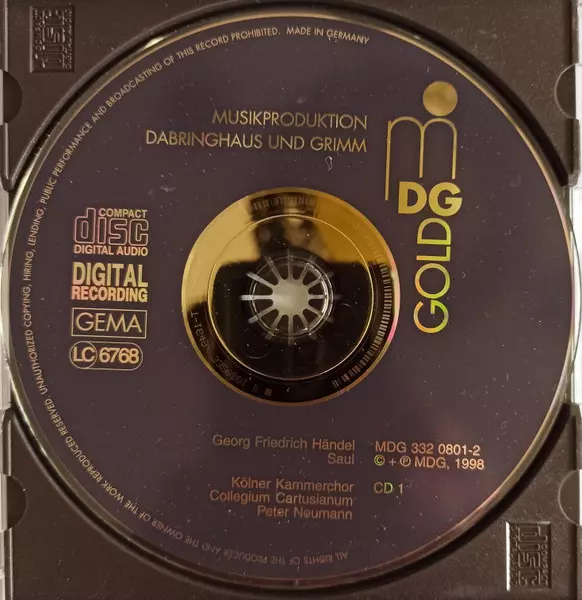 ALL RIGHTS OF THE PRODUCER AND THE OWNER OF THE WORK REPRODUCED RESERVED. UNAUTHORIZED COPYING, HIRING, LENDING, PUBLIC PERFORMANCE AND BROADCASTING OF THIS RECORD PROHIBITED. MADE IN GERMANY
MUSIKPRODUKTION
DABRINGHAUS UND GRIMM
DG
GOLD
COMPACT
disc
DIGITAL AUDIO
DIGITAL
RECORDING
GEMA
LC 6768
Georg Friedrich Händel
Saul
MDG 332 0801-2
© + ℗ MDG, 1998
Kölner Kammerchor
Collegium Cartusianum
Peter Neumann
CD 1